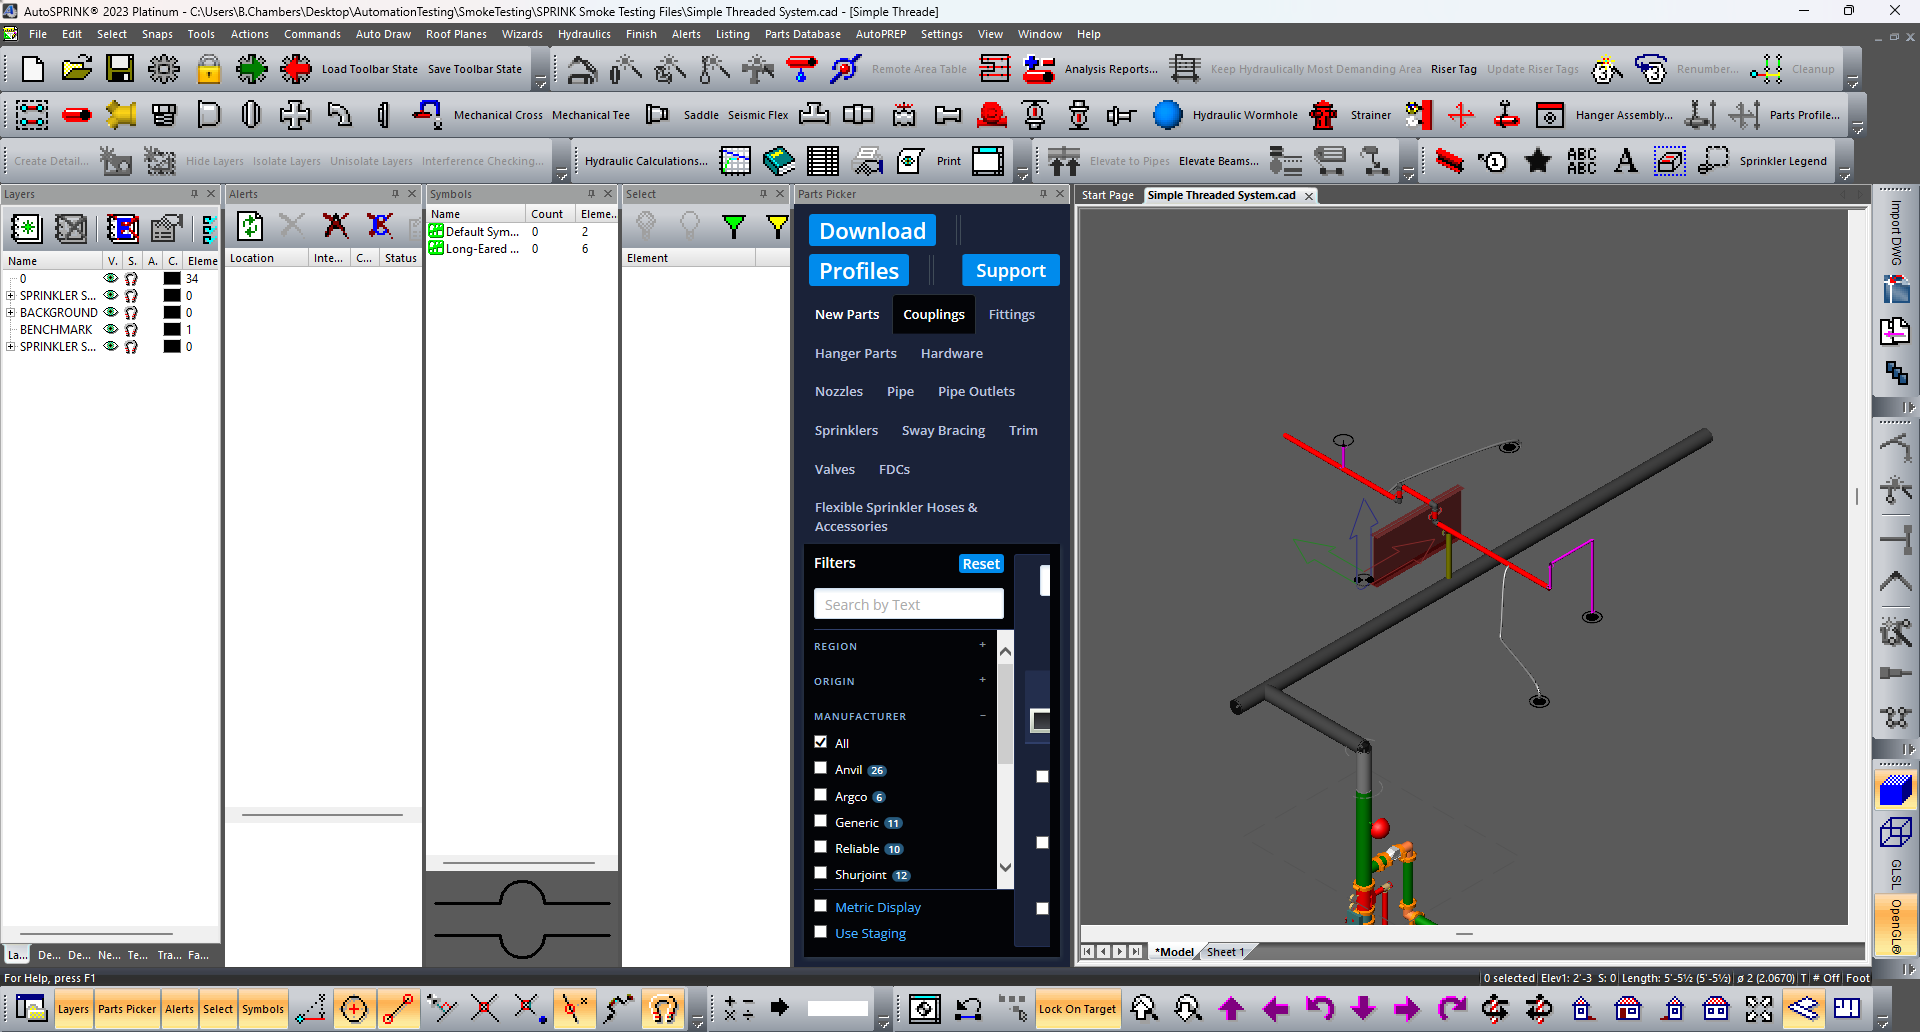 AutoSPRINK® 2023 Platinum - C:\Users\B.Chambers\Desktop\AutomationTesting\SmokeTesting\SPRINK Smoke Testing Files\Simple Threaded System.cad - [Simple Threade]
File Edit Select Snaps Tools Actions Commands Auto Draw Roof Planes Wizards Hydraulics Finish Alerts Listing Parts Database AutoPREP Settings View Window Help
Load Toolbar State Save Toolbar State Remote Area Table Analysis Reports... Keep Hydraulically Most Demanding Area Riser Tag Update Riser Tags Renumber... Cleanup
Mechanical Cross Mechanical Tee Saddle Seismic Flex Hydraulic Wormhole Strainer Hanger Assembly... Parts Profile...
Create Detail... Hide Layers Isolate Layers Unisolate Layers Interference Checking... Hydraulic Calculations... Print Elevate to Pipes Elevate Beams... ABC ABC Sprinkler Legend
Layers
Name V. S. A. C. Eleme
0 34
SPRINKLER S... 0
BACKGROUND 0
BENCHMARK 1
SPRINKLER S... 0
La... De... De... Ne... Te... Tra... Fa...
Alerts
Location Inte... C... Status
Symbols
Name Count Eleme...
Default Sym... 0 2
Long-Eared ... 0 6
Select
Element
Parts Picker
Download
Profiles Support
New Parts Couplings Fittings
Hanger Parts Hardware
Nozzles Pipe Pipe Outlets
Sprinklers Sway Bracing Trim
Valves FDCs
Flexible Sprinkler Hoses &
Accessories
Filters Reset
Search by Text
REGION +
ORIGIN +
MANUFACTURER −
All
Anvil 26
Argco 6
Generic 11
Reliable 10
Shurjoint 12
Metric Display
Use Staging
Start Page Simple Threaded System.cad
*Model Sheet 1
Import DWG
GLSL
OpenGL®
For Help, press F1
0 selected Elev1: 2'-3 S: 0 Length: 5'-5½ (5'-5½) ø 2 (2.0670) T # Off Foot
Layers Parts Picker Alerts Select Symbols Lock On Target